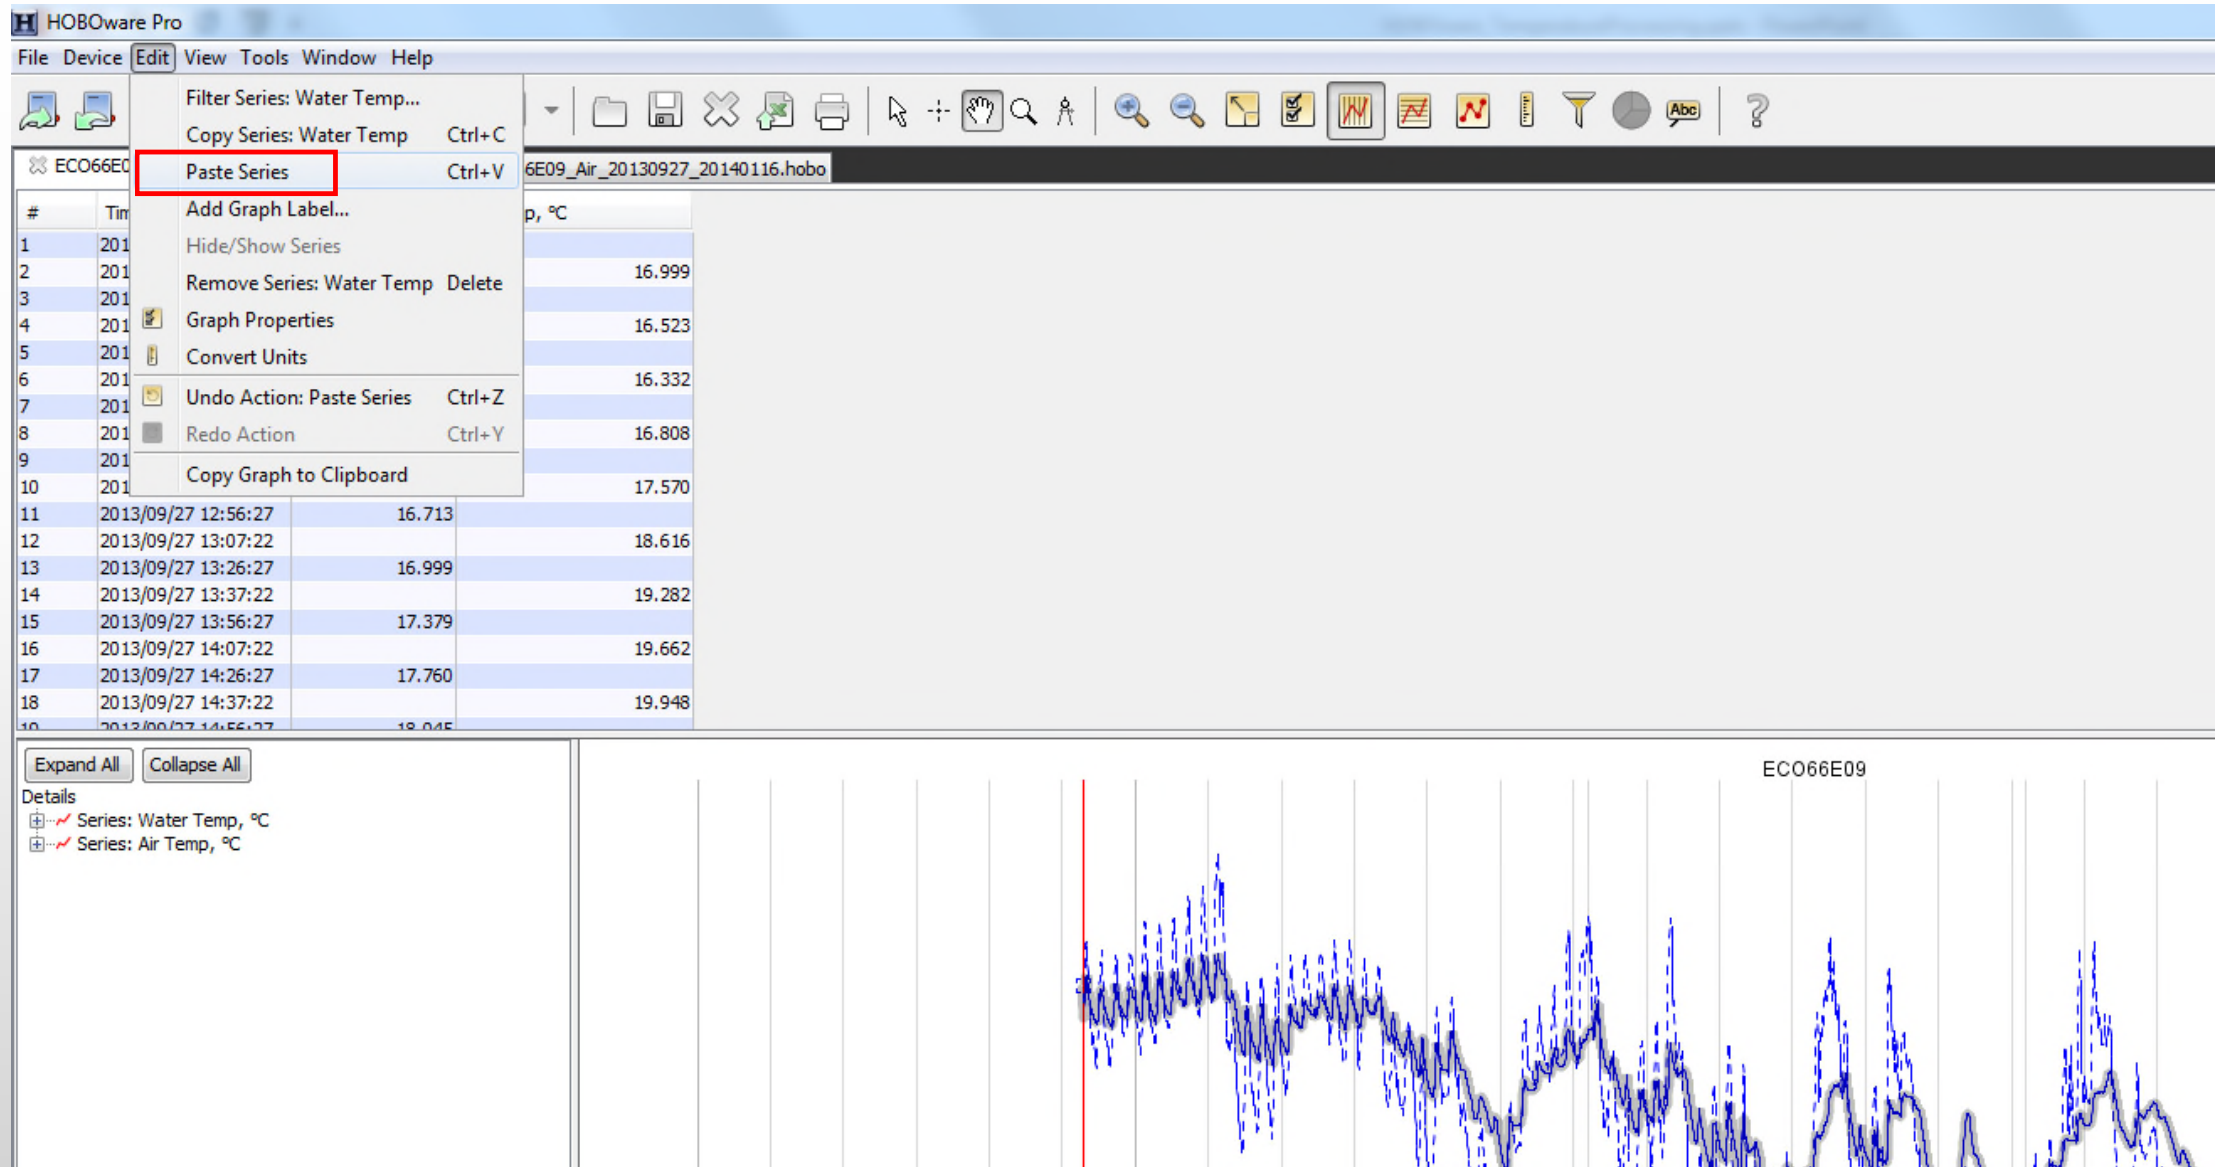 HOBOware Pro
File Device Edit View Tools Window Help
Filter Series: Water Temp...
Copy Series: Water Temp Ctrl+C
Paste Series Ctrl+V
Add Graph Label...
Hide/Show Series
Remove Series: Water Temp Delete
Graph Properties
Convert Units
Undo Action: Paste Series Ctrl+Z
Redo Action Ctrl+Y
Copy Graph to Clipboard
Abc
?
6E09_Air_20130927_20140116.hobo
# p, °C
1 201
2 201 16.999
3 201
4 201 16.523
5 201
6 201 16.332
7 201
8 201 16.808
9 201
10 201 17.570
11 2013/09/27 12:56:27 16.713
12 2013/09/27 13:07:22 18.616
13 2013/09/27 13:26:27 16.999
14 2013/09/27 13:37:22 19.282
15 2013/09/27 13:56:27 17.379
16 2013/09/27 14:07:22 19.662
17 2013/09/27 14:26:27 17.760
18 2013/09/27 14:37:22 19.948
Expand All Collapse All
Details
Series: Water Temp, °C
Series: Air Temp, °C
ECO66E09